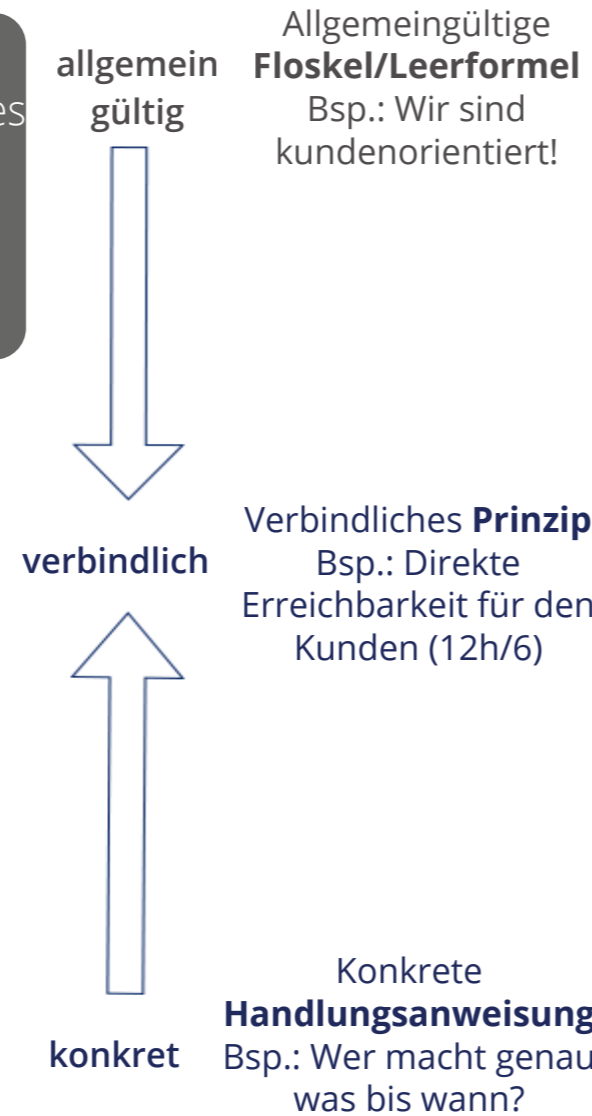 es
allgemein
gültig
Allgemeingültige
Floskel/Leerformel
Bsp.: Wir sind
kundenorientiert!
verbindlich
Verbindliches Prinzip
Bsp.: Direkte
Erreichbarkeit für den
Kunden (12h/6)
konkret
Konkrete
Handlungsanweisung
Bsp.: Wer macht genau
was bis wann?